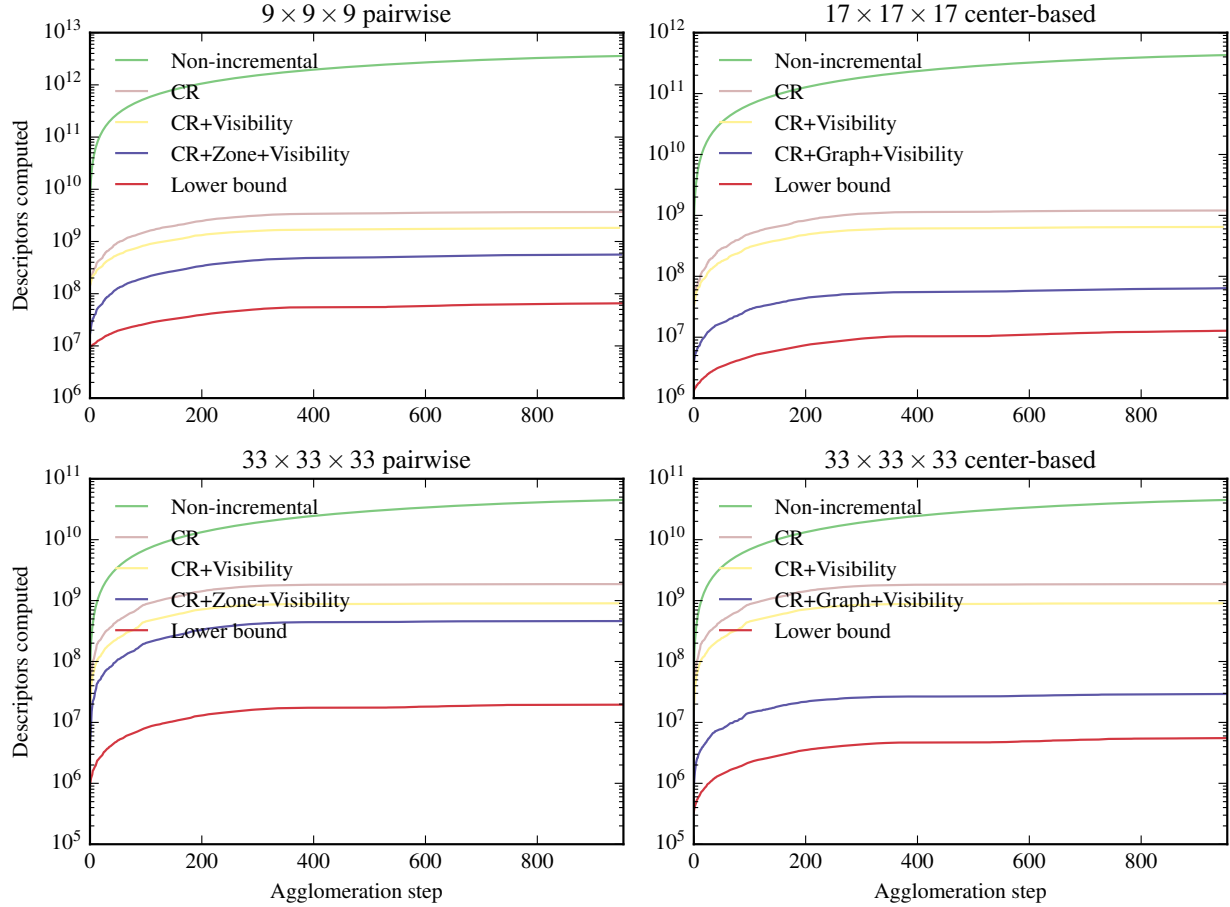 9 × 9 × 9 pairwise
Descriptors computed
10^13
10^12
10^11
10^10
10^9
10^8
10^7
10^6
Non-incremental
CR
CR+Visibility
CR+Zone+Visibility
Lower bound
0 200 400 600 800
17 × 17 × 17 center-based
10^12
10^11
10^10
10^9
10^8
10^7
10^6
Non-incremental
CR
CR+Visibility
CR+Graph+Visibility
Lower bound
0 200 400 600 800
33 × 33 × 33 pairwise
Descriptors computed
10^11
10^10
10^9
10^8
10^7
10^6
10^5
Non-incremental
CR
CR+Visibility
CR+Zone+Visibility
Lower bound
0 200 400 600 800
Agglomeration step
33 × 33 × 33 center-based
10^11
10^10
10^9
10^8
10^7
10^6
10^5
Non-incremental
CR
CR+Visibility
CR+Graph+Visibility
Lower bound
0 200 400 600 800
Agglomeration step